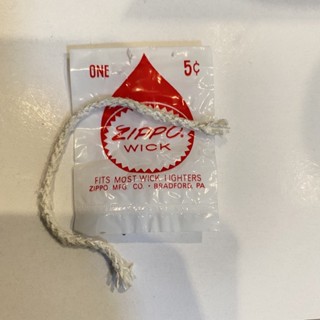 ONE 5¢
ZIPPO.
WICK
FITS MOST WICK LIGHTERS
ZIPPO MFG. CO. • BRADFORD, PA.